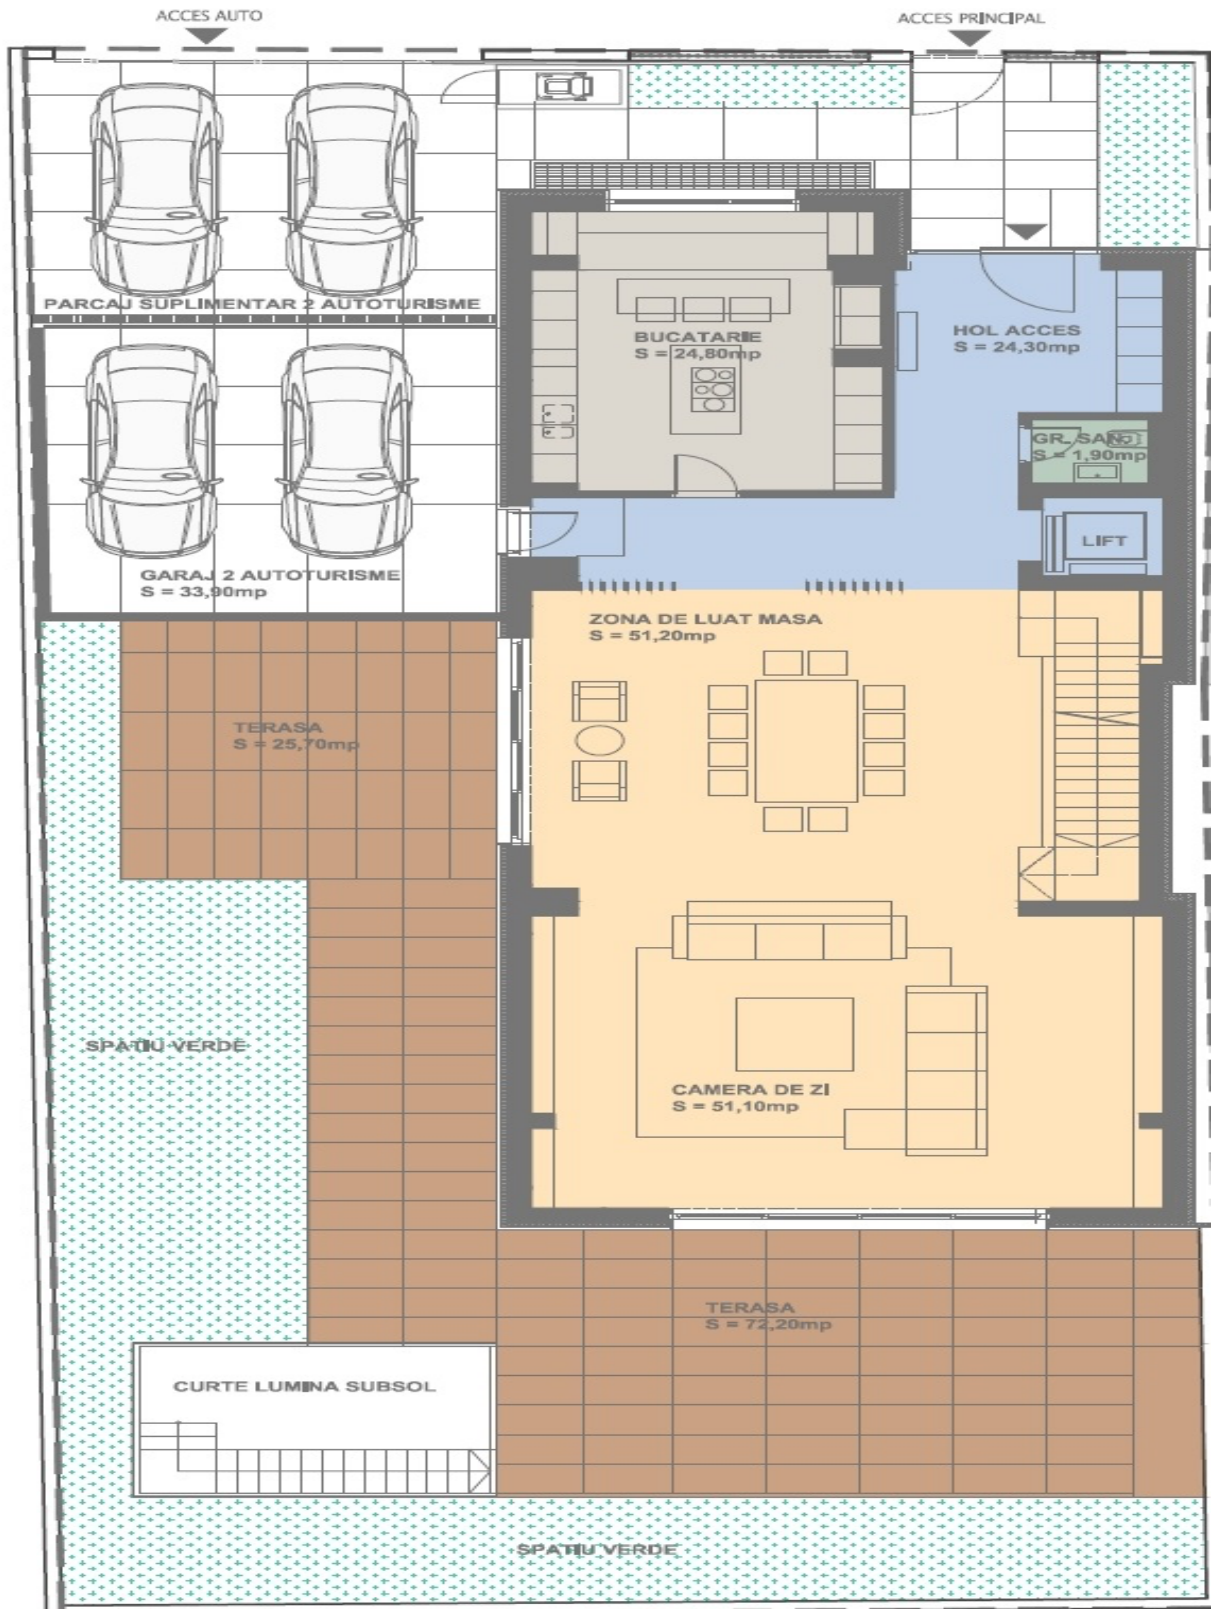 ACCES AUTO
ACCES PRINCIPAL
PARCAJ SUPLIMENTAR 2 AUTOTURISME
BUCATARIE
S = 24,80mp
HOL ACCES
S = 24,30mp
GR. SAN.
S = 1,90mp
LIFT
GARAJ 2 AUTOTURISME
S = 33,90mp
ZONA DE LUAT MASA
S = 51,20mp
TERASA
S = 25,70mp
SPATIU VERDE
CAMERA DE ZI
S = 51,10mp
TERASA
S = 72,20mp
CURTE LUMINA SUBSOL
SPATIU VERDE